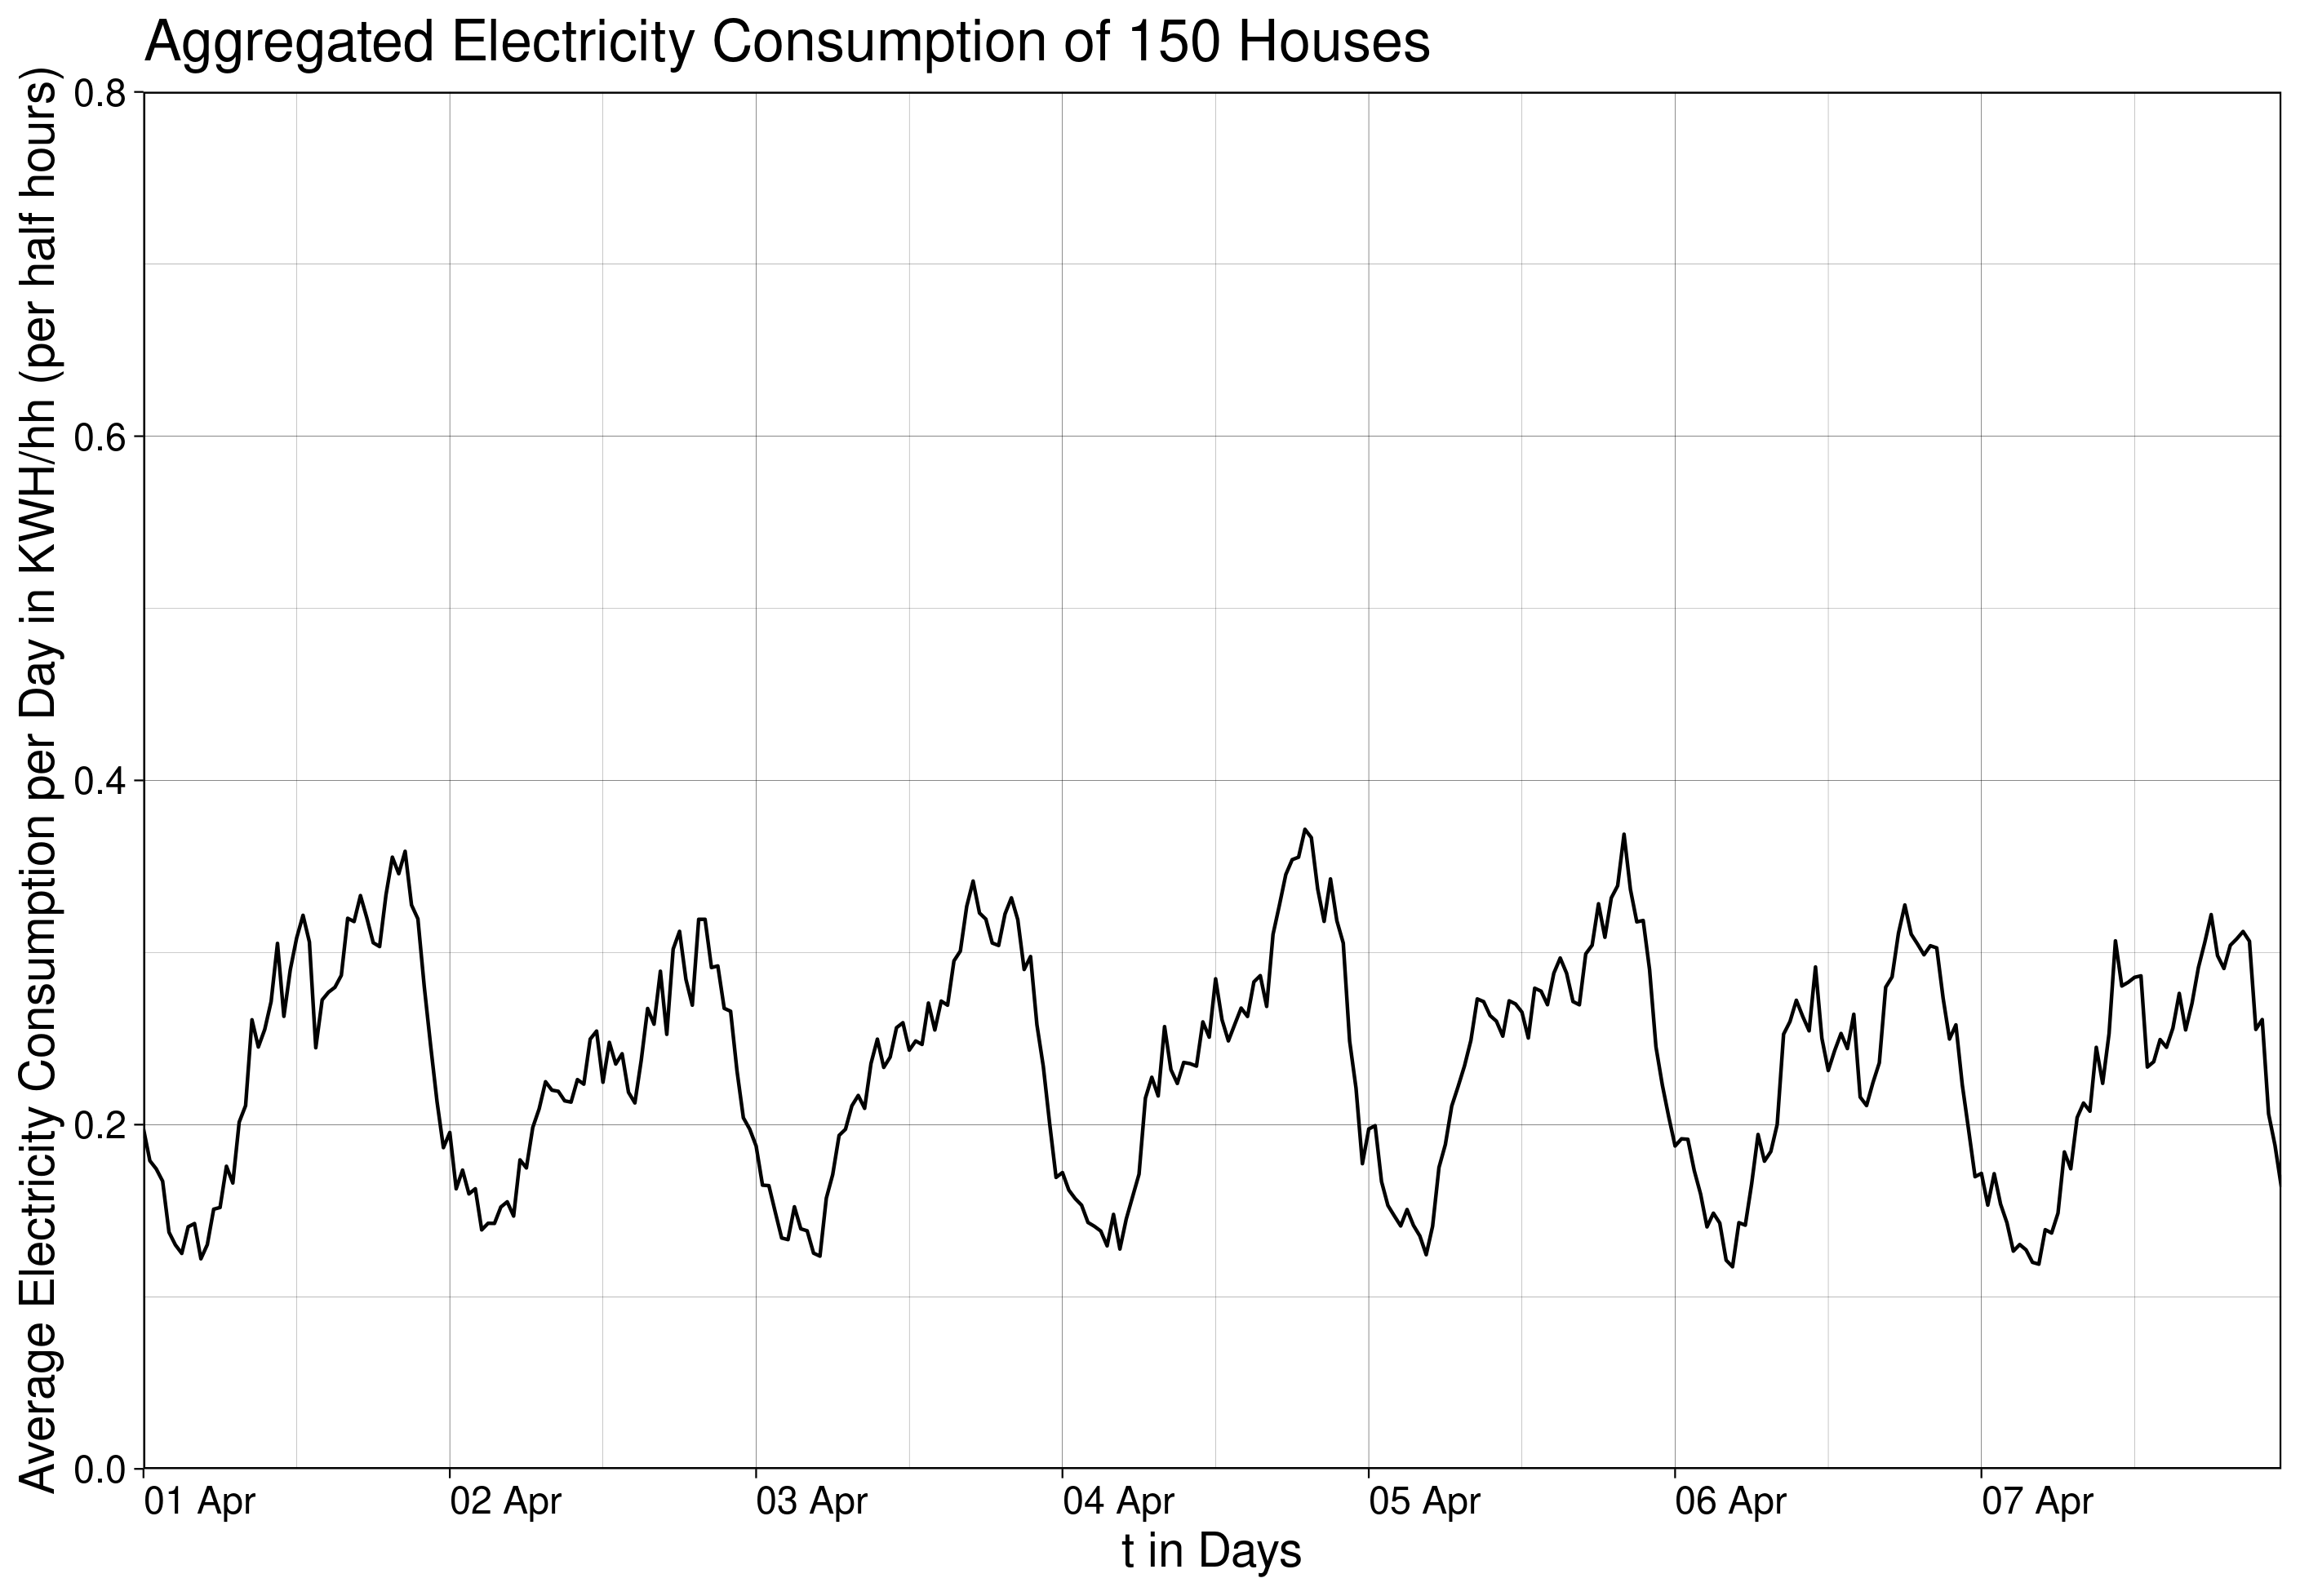 Aggregated Electricity Consumption of 150 Houses
Average Electricity Consumption per Day in KWH/hh (per half hours)
0.8
0.6
0.4
0.2
0.0
01 Apr 02 Apr 03 Apr 04 Apr 05 Apr 06 Apr 07 Apr
t in Days